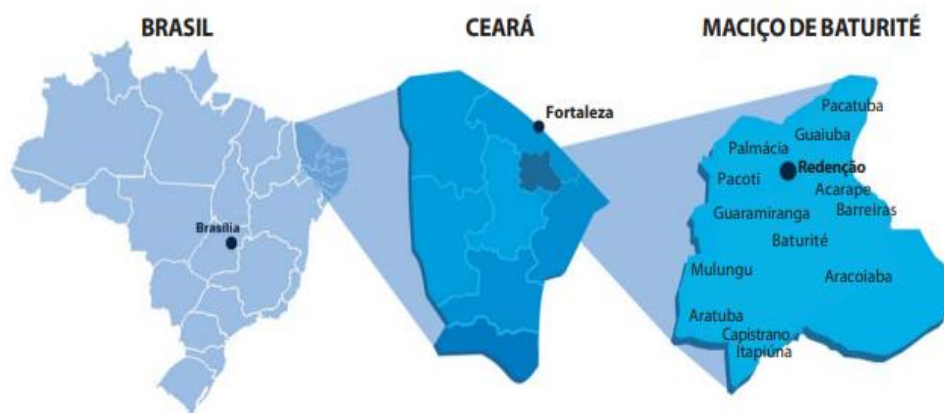 BRASIL
CEARÁ
MACIÇO DE BATURITÉ
Brasília
Fortaleza
Pacatuba
Guaiuba
Palmácia
Redenção
Pacoti
Acarape
Barreiras
Guaramiranga
Baturité
Mulungu
Aracoiaba
Aratuba
Capistrano
Itapiúna